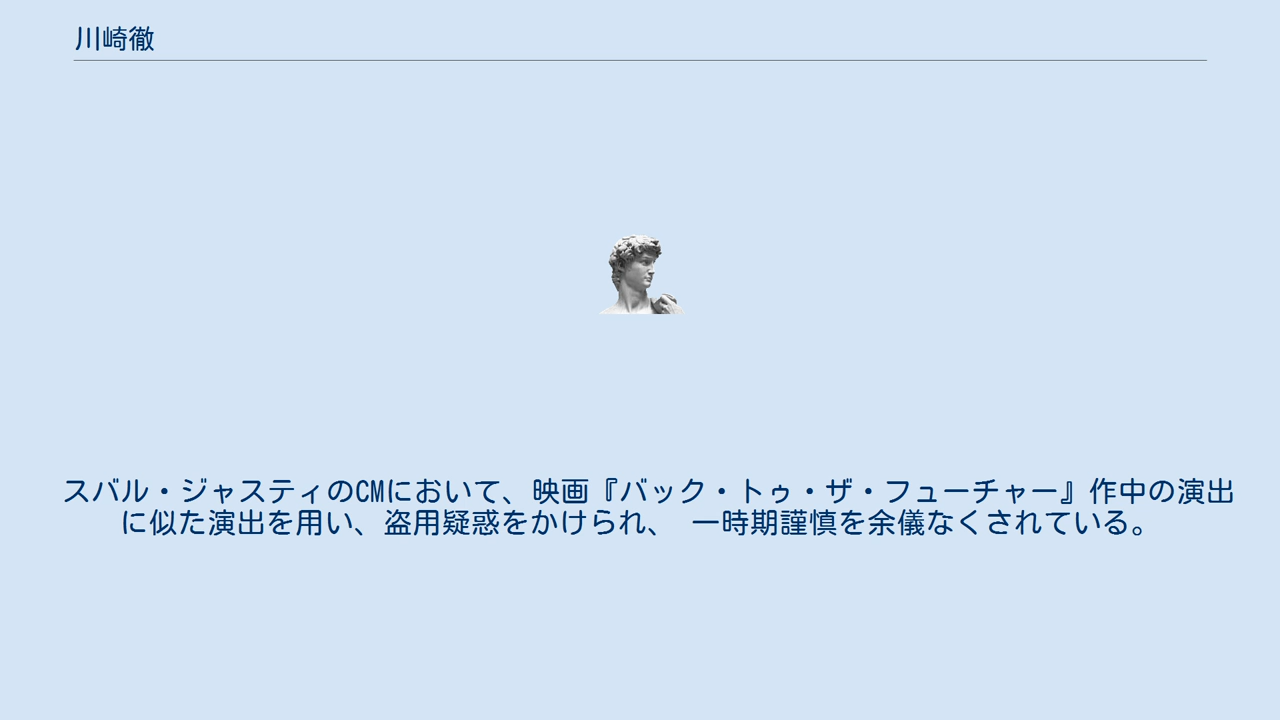 川崎徹
スバル・ジャスティのCMにおいて、映画『バック・トゥ・ザ・フューチャー』作中の演出
に似た演出を用い、盗用疑惑をかけられ、 一時期謹慎を余儀なくされている。